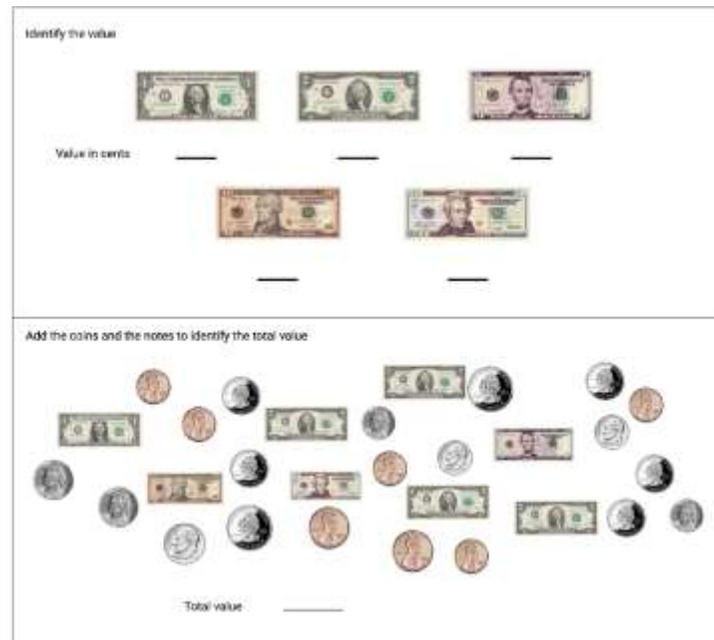 Identify the value
Value in cents
Add the coins and the notes to identify the total value
Total value